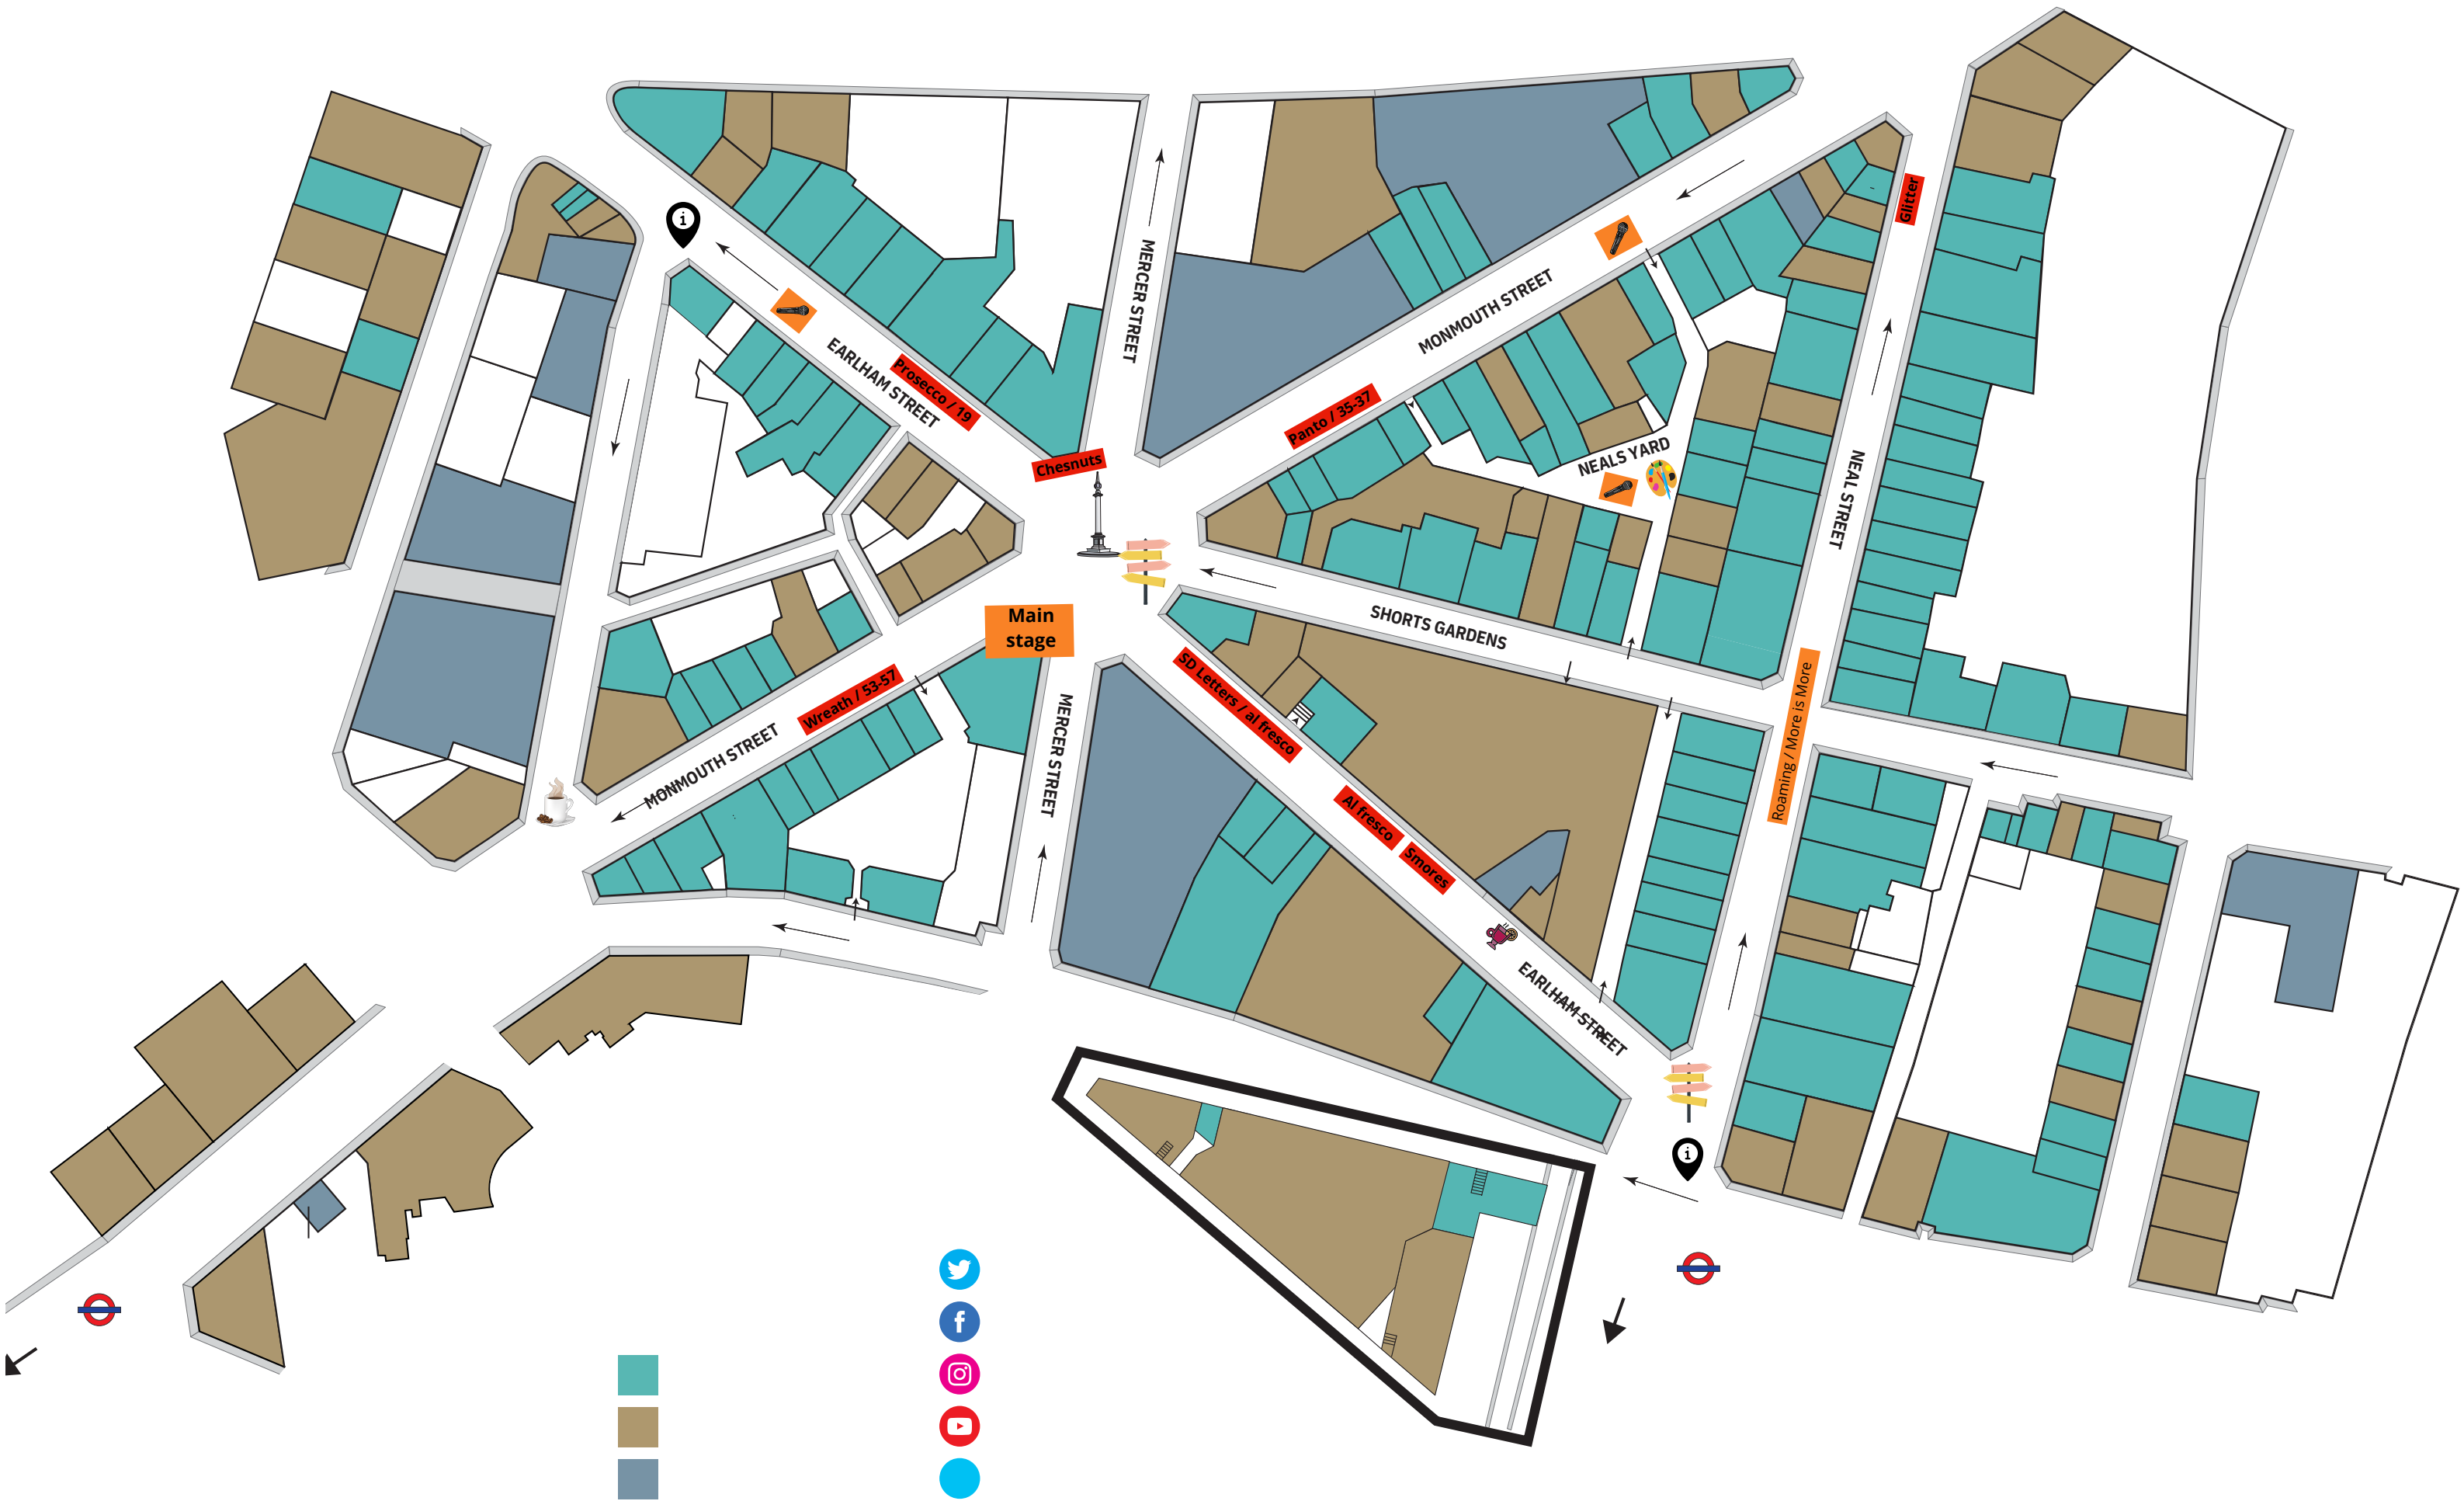 Glitter
MERCER STREET
MONMOUTH STREET
EARLHAM STREET
Prosecco / 19
Panto / 35-37
Chesnuts
NEALS YARD
NEAL STREET
Main
stage
SHORTS GARDENS
Wreath / 53-57
MONMOUTH STREET
MERCER STREET
SD Letters / al fresco
Roaming / More is More
Al fresco
Smores
EARLHAM STREET